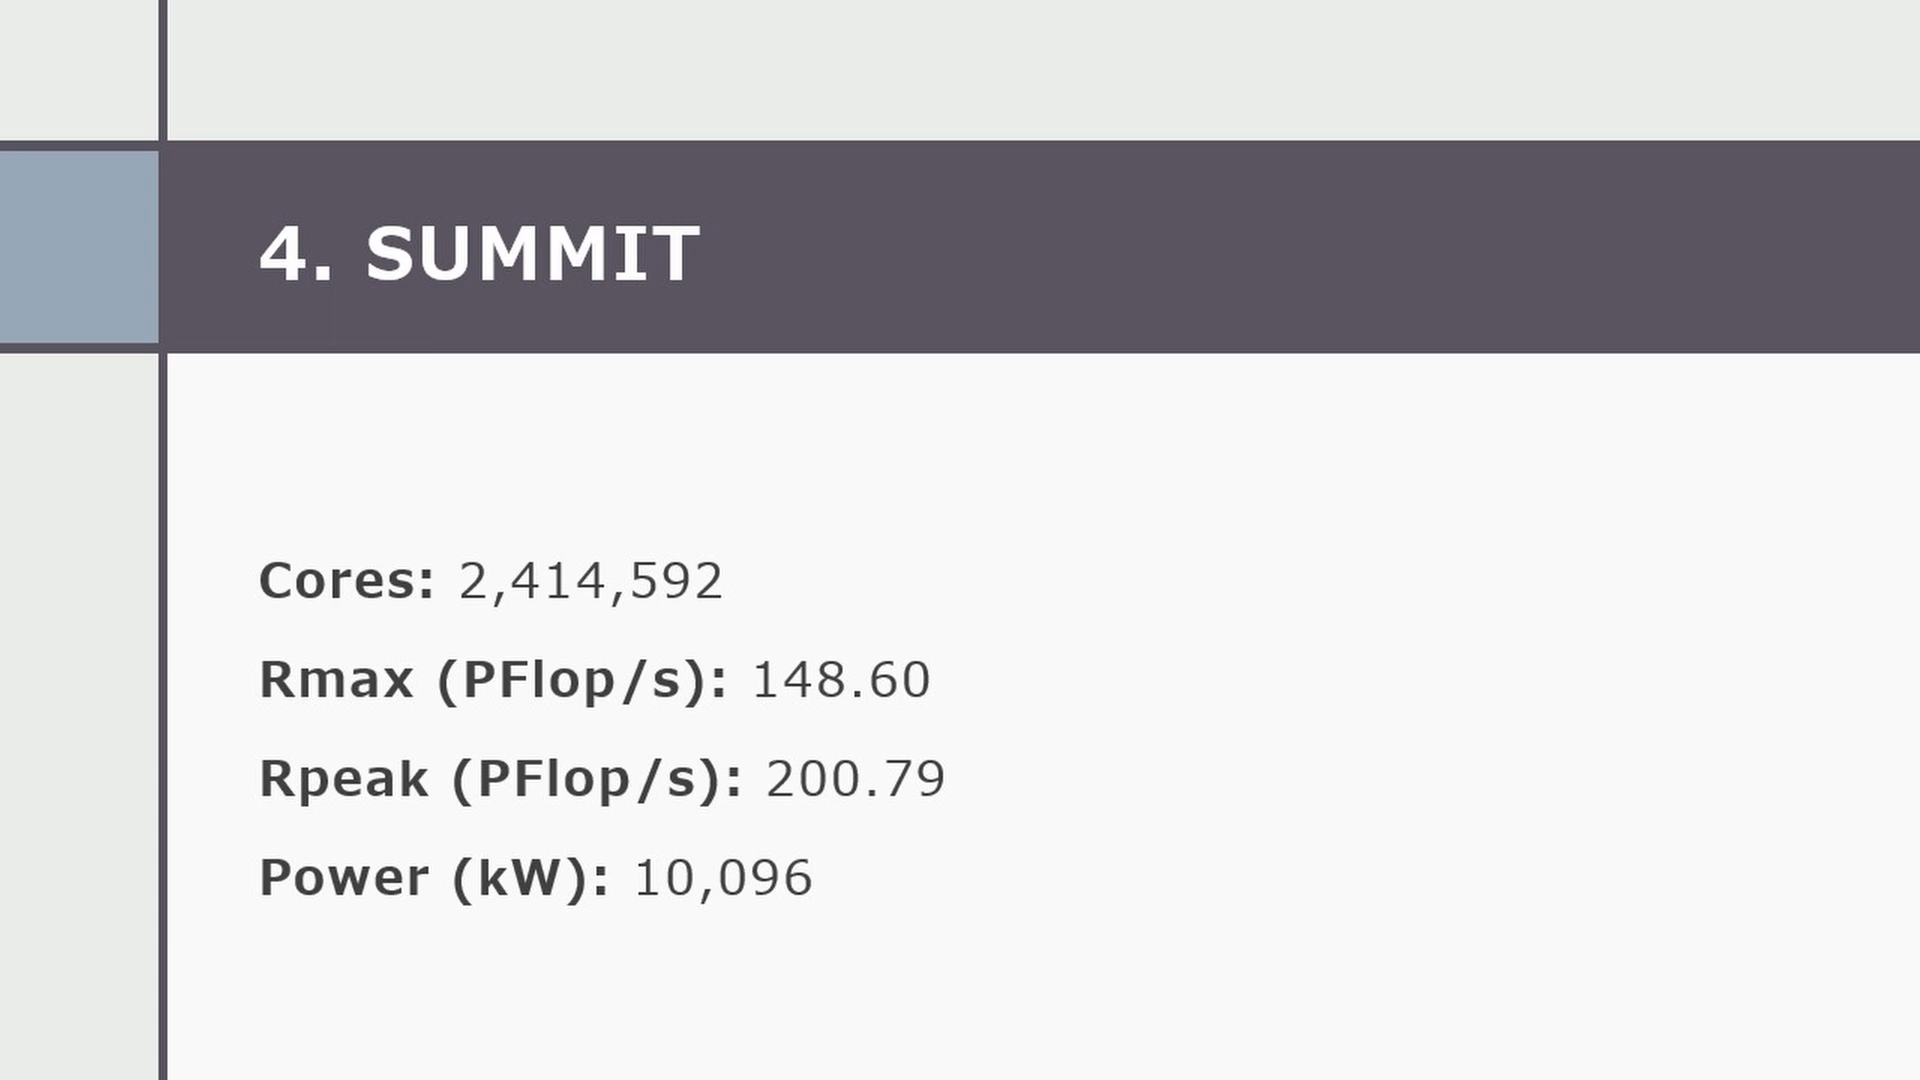 4. SUMMIT
Cores: 2,414,592
Rmax (PFlop/s): 148.60
Rpeak (PFlop/s): 200.79
Power (kW): 10,096